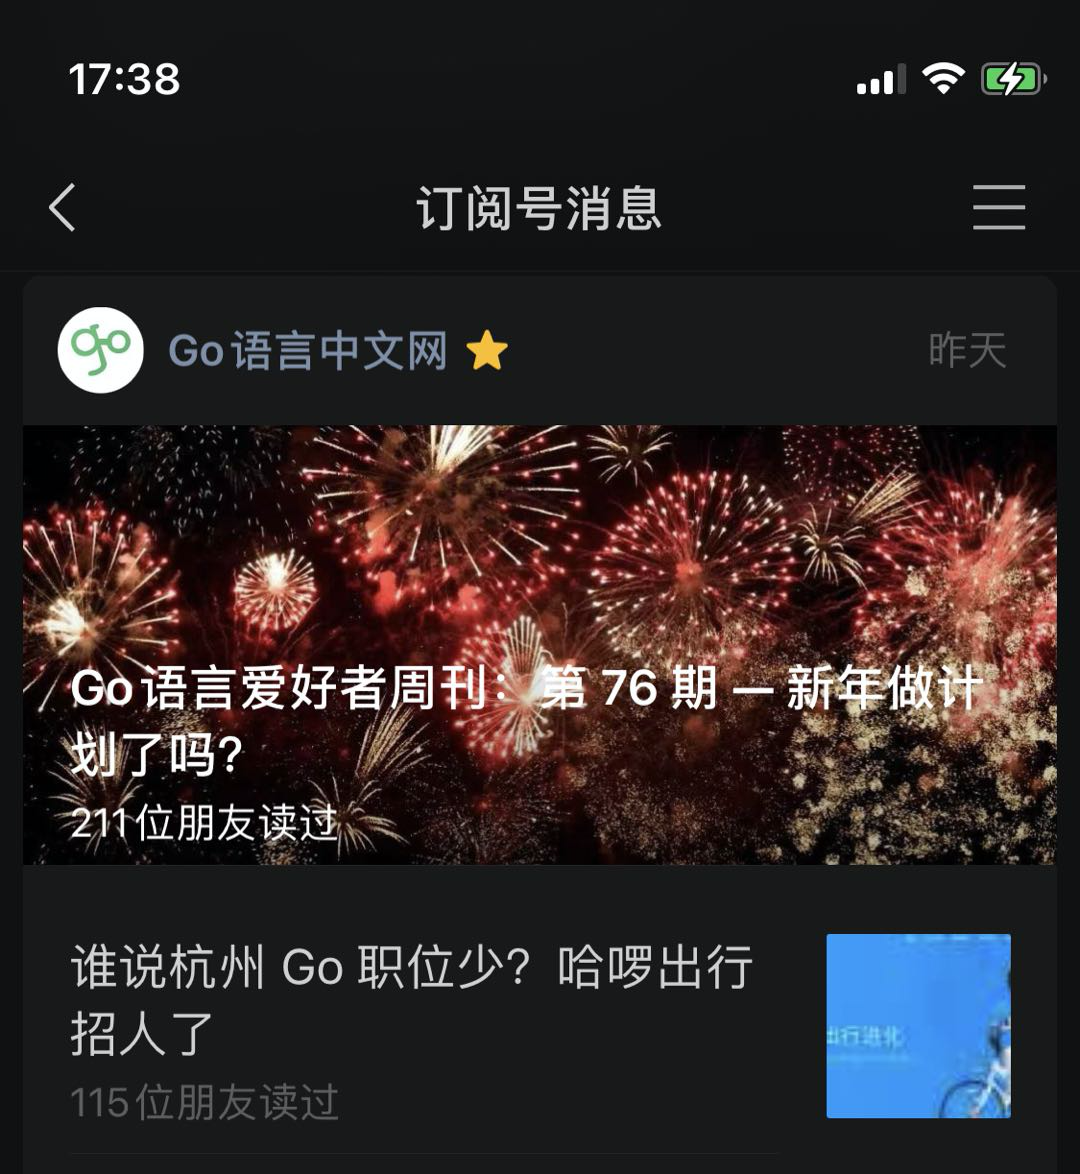 17:38
订阅号消息
go
Go语言中文网
昨天
Go语言爱好者周刊：第 76 期 — 新年做计
划了吗？
211位朋友读过
谁说杭州 Go 职位少？哈啰出行
招人了
115位朋友读过
出行进化